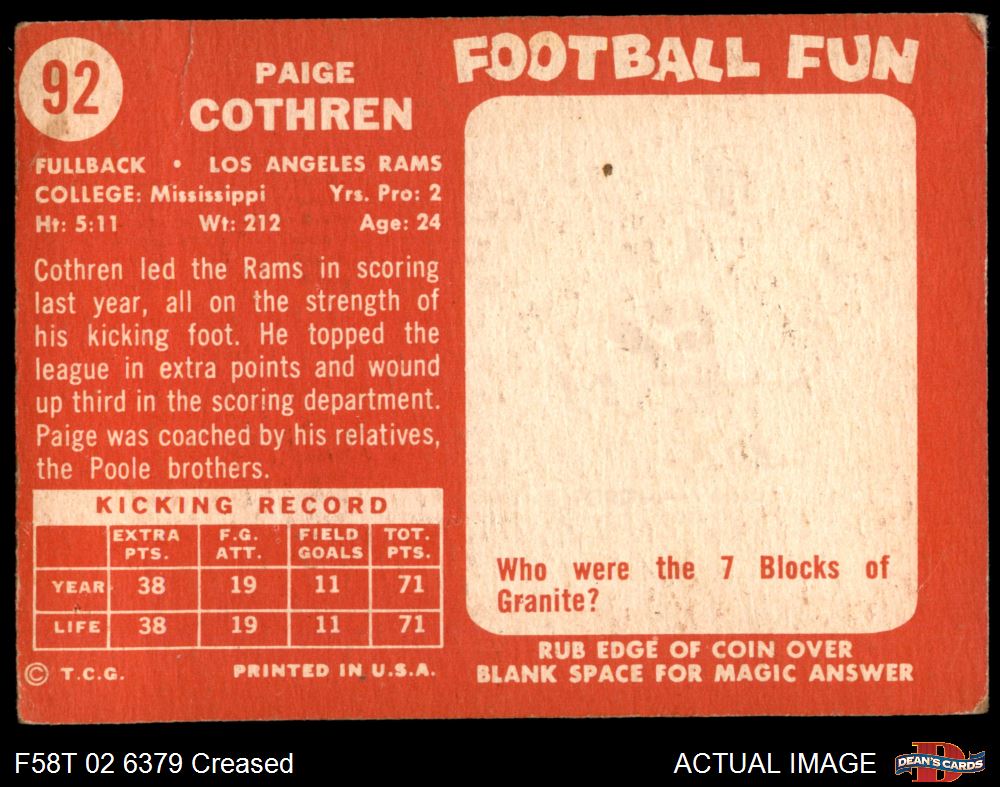 92
PAIGE
COTHREN
FULLBACK • LOS ANGELES RAMS
COLLEGE: Mississippi Yrs. Pro: 2
Ht: 5:11 Wt: 212 Age: 24
Cothren led the Rams in scoring
last year, all on the strength of
his kicking foot. He topped the
league in extra points and wound
up third in the scoring department.
Paige was coached by his relatives,
the Poole brothers.
KICKING RECORD
EXTRA PTS. F.G. ATT. FIELD GOALS TOT. PTS.
YEAR 38 19 11 71
LIFE 38 19 11 71
© T.C.G. PRINTED IN U.S.A.
FOOTBALL FUN
Who were the 7 Blocks of
Granite?
RUB EDGE OF COIN OVER
BLANK SPACE FOR MAGIC ANSWER
F58T 02 6379 Creased
ACTUAL IMAGE
D
DEAN'S CARDS